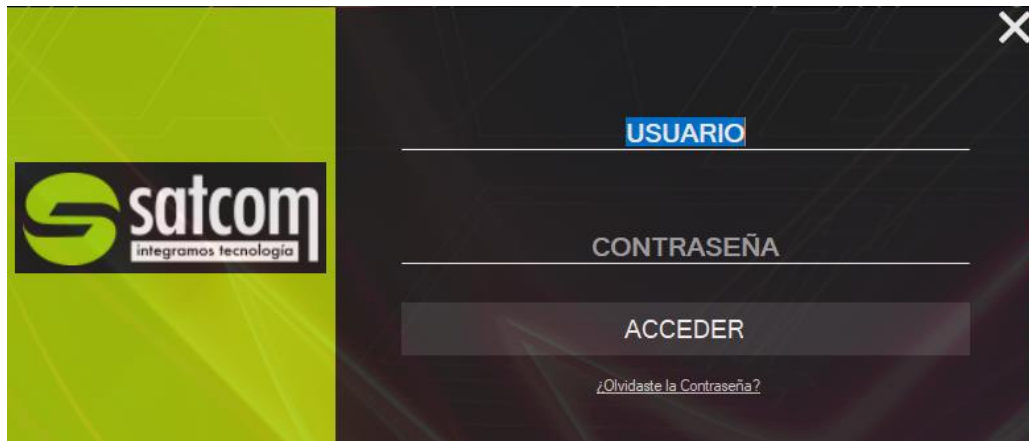 satcom
integramos tecnología
USUARIO
CONTRASEÑA
ACCEDER
¿Olvidaste la Contraseña?